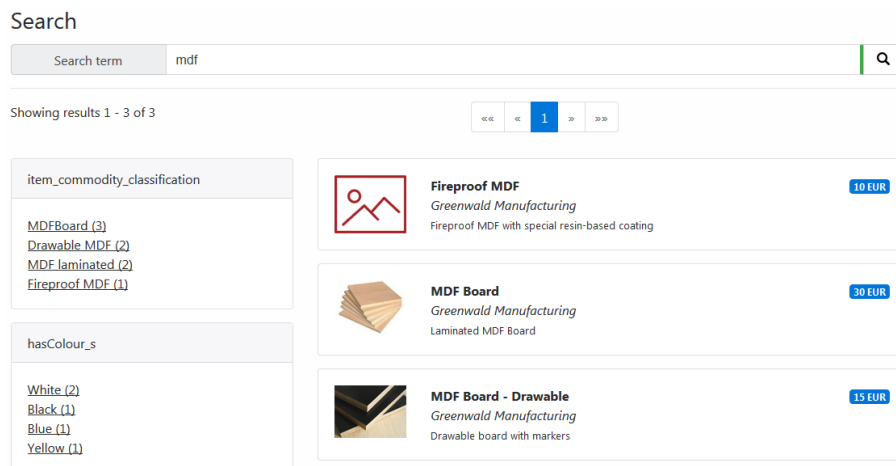 Search
Search term mdf
Showing results 1 - 3 of 3
«« « 1 » »»
item_commodity_classification
MDFBoard (3)
Drawable MDF (2)
MDF laminated (2)
Fireproof MDF (1)
hasColour_s
White (2)
Black (1)
Blue (1)
Yellow (1)
Fireproof MDF 10 EUR
Greenwald Manufacturing
Fireproof MDF with special resin-based coating
MDF Board 30 EUR
Greenwald Manufacturing
Laminated MDF Board
MDF Board - Drawable 15 EUR
Greenwald Manufacturing
Drawable board with markers